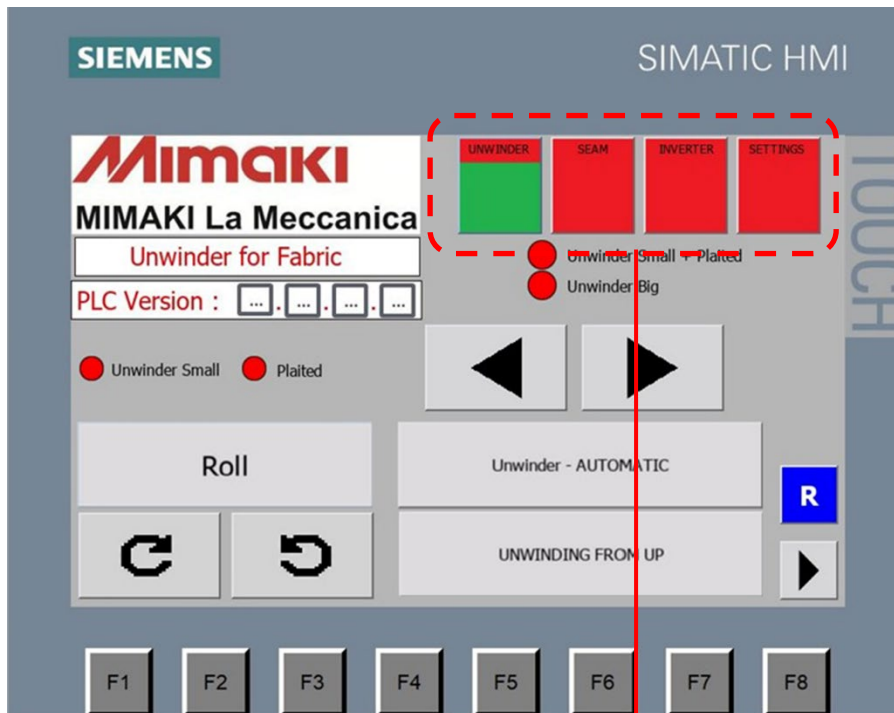 SIEMENS
SIMATIC HMI
TOUCH
Mimaki
MIMAKI La Meccanica
Unwinder for Fabric
PLC Version : ... . ... . ... . ...
UNWINDER
SEAM
INVERTER
SETTINGS
Unwinder Small + Plaited
Unwinder Big
Unwinder Small
Plaited
Roll
Unwinder - AUTOMATIC
R
UNWINDING FROM UP
F1
F2
F3
F4
F5
F6
F7
F8